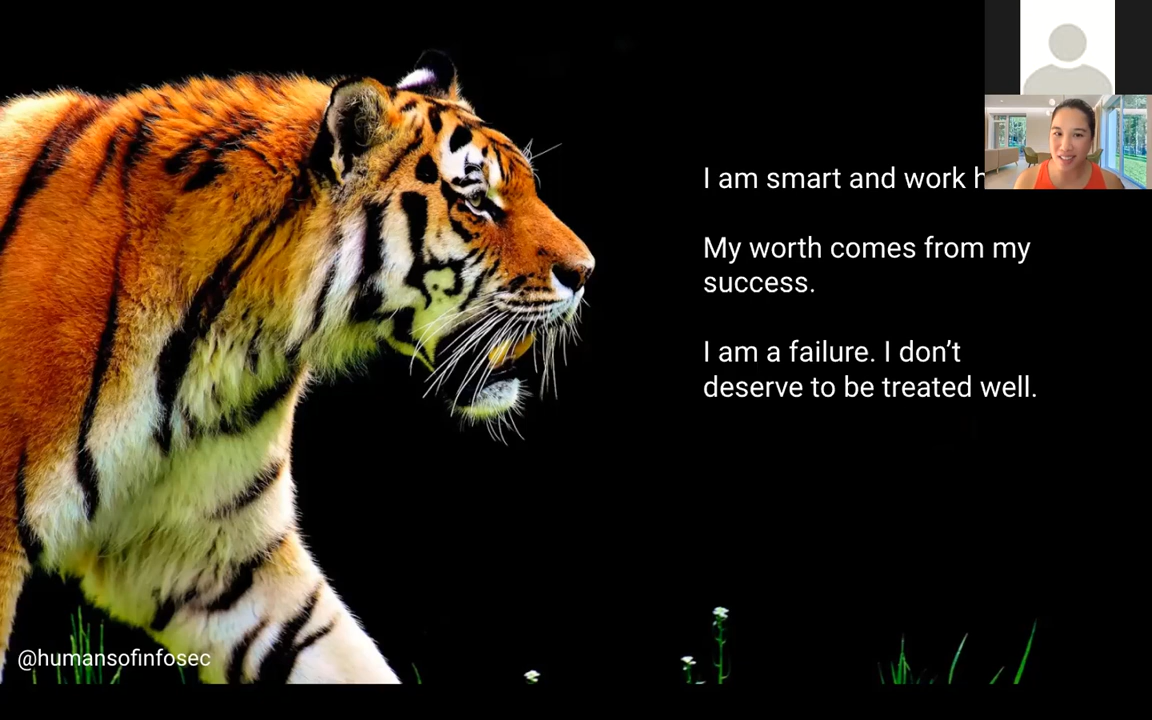 I am smart and work h
My worth comes from my
success.
I am a failure. I don’t
deserve to be treated well.
@humansofinfosec